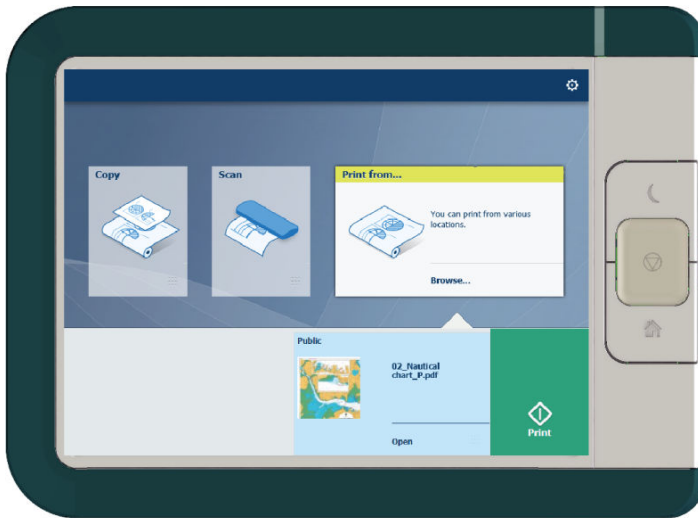 Copy
Scan
Print from...
You can print from various
locations.
Browse...
Public
02_Nautical
chart_P.pdf
Open
Print